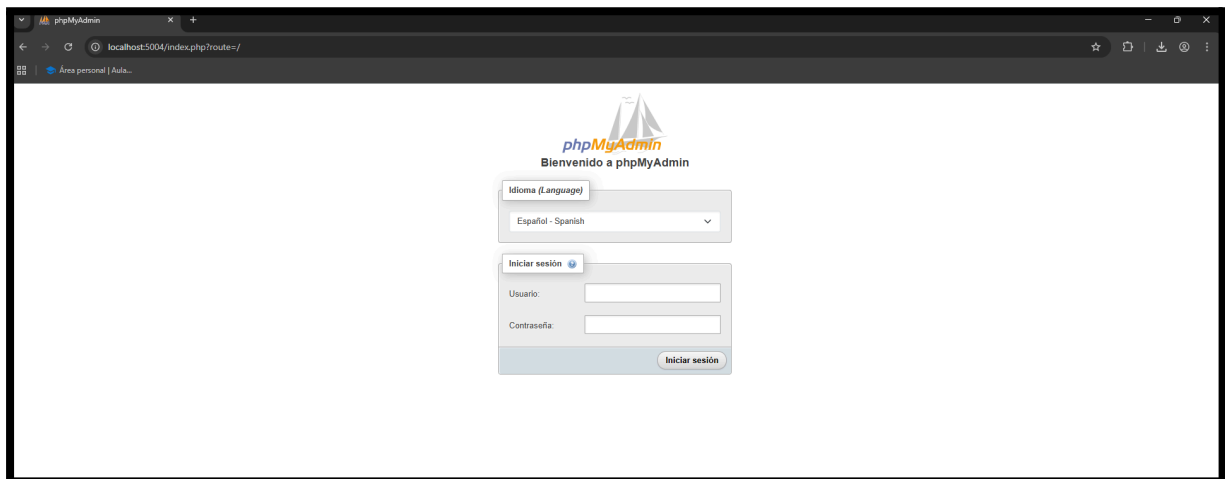 phpMyAdmin
localhost:5004/index.php?route=/
Área personal | Aula...
phpMyAdmin
Bienvenido a phpMyAdmin
Idioma (Language)
Español - Spanish
Iniciar sesión
Usuario:
Contraseña:
Iniciar sesión